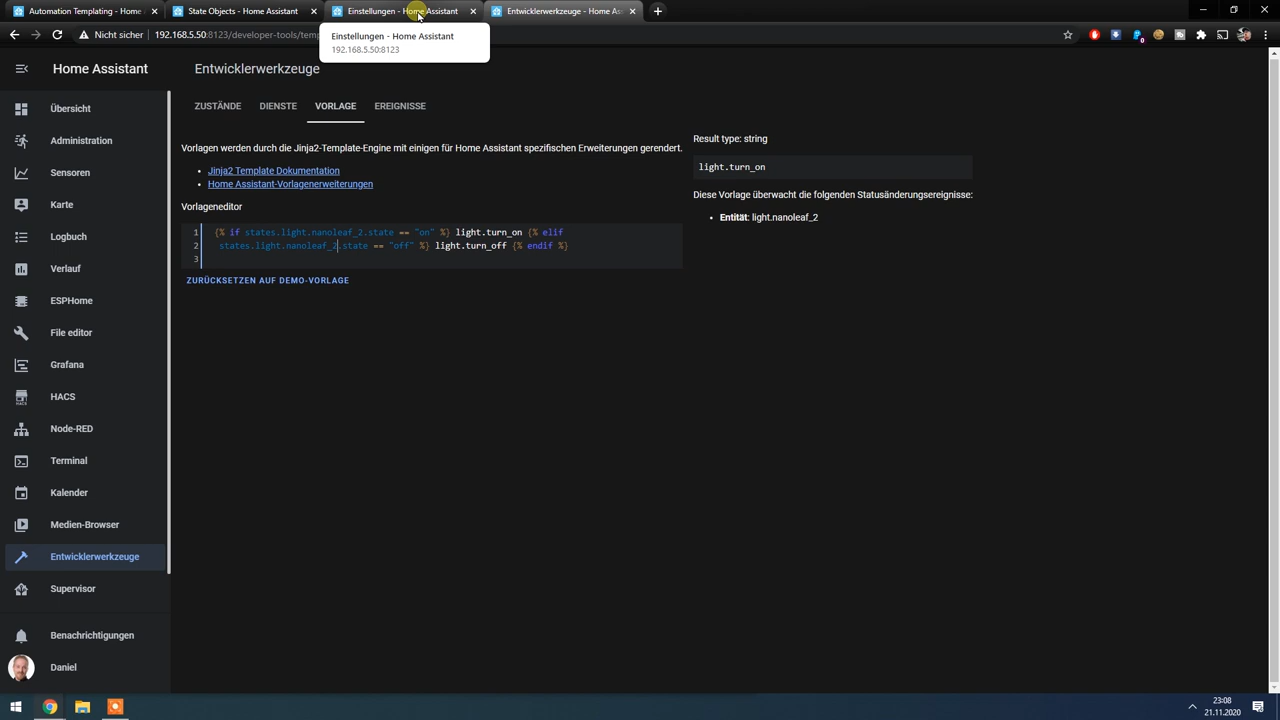 Automation Templating - Home
State Objects - Home Assistant
Einstellungen - Home Assistant
Entwicklerwerkzeuge - Home Ass
Nicht sicher
192.168.5.50:8123/developer-tools/temp
Einstellungen - Home Assistant
192.168.5.50:8123
Home Assistant
Entwicklerwerkzeuge
Übersicht
Administration
Sensoren
Karte
Logbuch
Verlauf
ESPHome
File editor
Grafana
HACS
Node-RED
Terminal
Kalender
Medien-Browser
Entwicklerwerkzeuge
Supervisor
Benachrichtigungen
Daniel
ZUSTÄNDE
DIENSTE
VORLAGE
EREIGNISSE
Vorlagen werden durch die Jinja2-Template-Engine mit einigen für Home Assistant spezifischen Erweiterungen gerendert.
Jinja2 Template Dokumentation
Home Assistant-Vorlagenerweiterungen
Vorlageneditor
1 {% if states.light.nanoleaf_2.state == "on" %} light.turn_on {% elif
2 states.light.nanoleaf_2.state == "off" %} light.turn_off {% endif %}
3
ZURÜCKSETZEN AUF DEMO-VORLAGE
Result type: string
light.turn_on
Diese Vorlage überwacht die folgenden Statusänderungsereignisse:
Entität: light.nanoleaf_2
23:08
21.11.2020